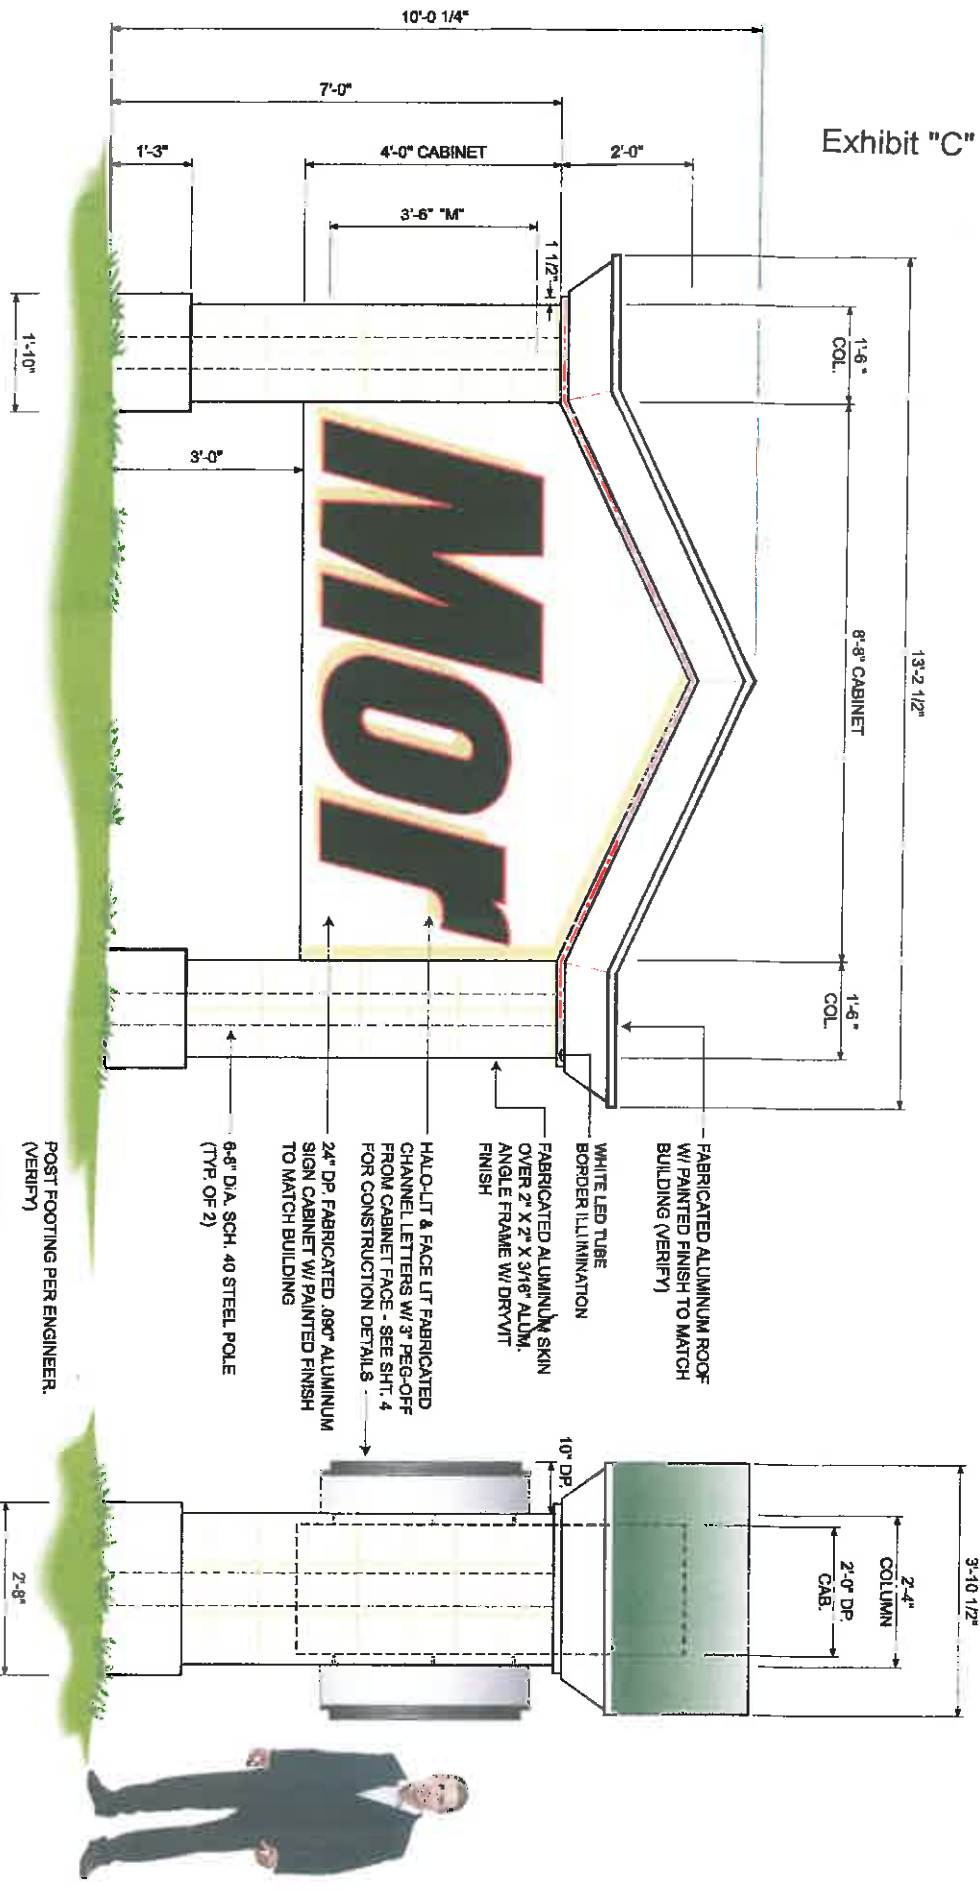 Exhibit "C"
10'-0 1/4"
7'-0"
1'-3"
4'-0" CABINET
2'-0"
3'-6" "M"
1 1/2"
1'-10"
3'-0"
1'-6"
COL.
8'-8" CABINET
13'-2 1/2"
1'-6"
COL.
Mor
FABRICATED ALUMINUM ROOF
W/ PAINTED FINISH TO MATCH
BUILDING (VERIFY)
WHITE LED TUBE
BORDER ILLUMINATION
FABRICATED ALUMINUM SKIN
OVER 2" X 2" X 3/16" ALUM.
ANGLE FRAME W/ DRYVIT
FINISH
HALO-LIT & FACE LIT FABRICATED
CHANNEL LETTERS W/ 3" PEG-OFF
FROM CABINET FACE - SEE SHT. 4
FOR CONSTRUCTION DETAILS
24" DP. FABRICATED .090" ALUMINUM
SIGN CABINET W/ PAINTED FINISH
TO MATCH BUILDING
6-6" DIA. SCH. 40 STEEL POLE
(TYP. OF 2)
POST FOOTING PER ENGINEER.
(VERIFY)
3'-10 1/2"
2'-4"
COLUMN
2'-0" DP.
CAB.
10" DP.
2'-8"